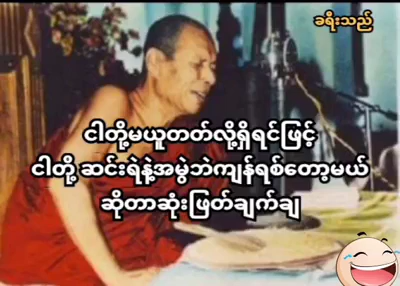 ခရီးသည်
ငါတို့မယူတတ်လို့ရှိရင်ဖြင့်
ငါတို့ ဆင်းရဲနဲ့အမွဲဘဲကျန်ရစ်တော့မယ်
ဆိုတာဆုံးဖြတ်ချက်ချ